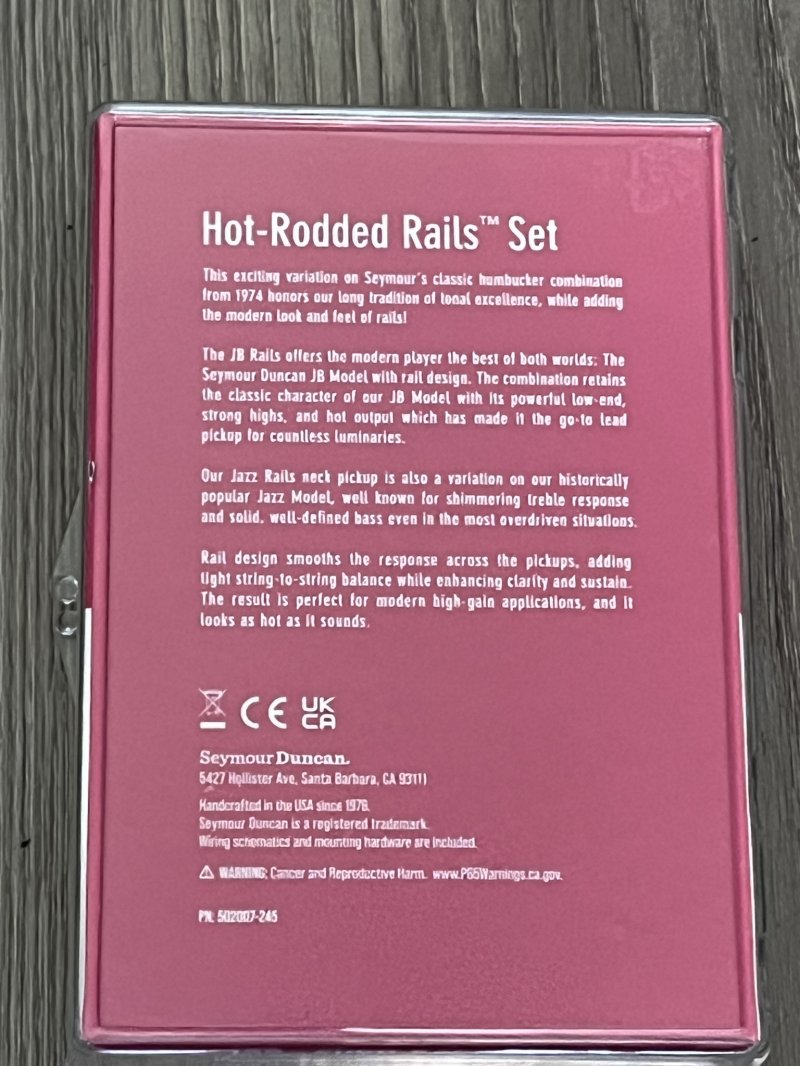 Hot-Rodded Rails™ Set
This exciting variation on Seymour's classic humbucker combination
from 1974 honors our long tradition of tonal excellence, while adding
the modern look and feel of rails!
The JB Rails offers the modern player the best of both worlds: The
Seymour Duncan JB Model with rail design. The combination retains
the classic character of our JB Model with its powerful low-end,
strong highs, and hot output which has made it the go-to lead
pickup for countless luminaries.
Our Jazz Rails neck pickup is also a variation on our historically
popular Jazz Model, well known for shimmering treble response
and solid, well-defined bass even in the most overdriven situations.
Rail design smooths the response across the pickups, adding
tight string-to-string balance while enhancing clarity and sustain.
The result is perfect for modern high-gain applications, and it
looks as hot as it sounds.
CE UK CA
Seymour Duncan.
5427 Hollister Ave, Santa Barbara, CA 93111
Handcrafted in the USA since 1976.
Seymour Duncan is a registered trademark.
Wiring schematics and mounting hardware are included.
⚠ WARNING: Cancer and Reproductive Harm. www.P65Warnings.ca.gov.
PN: 502007-245